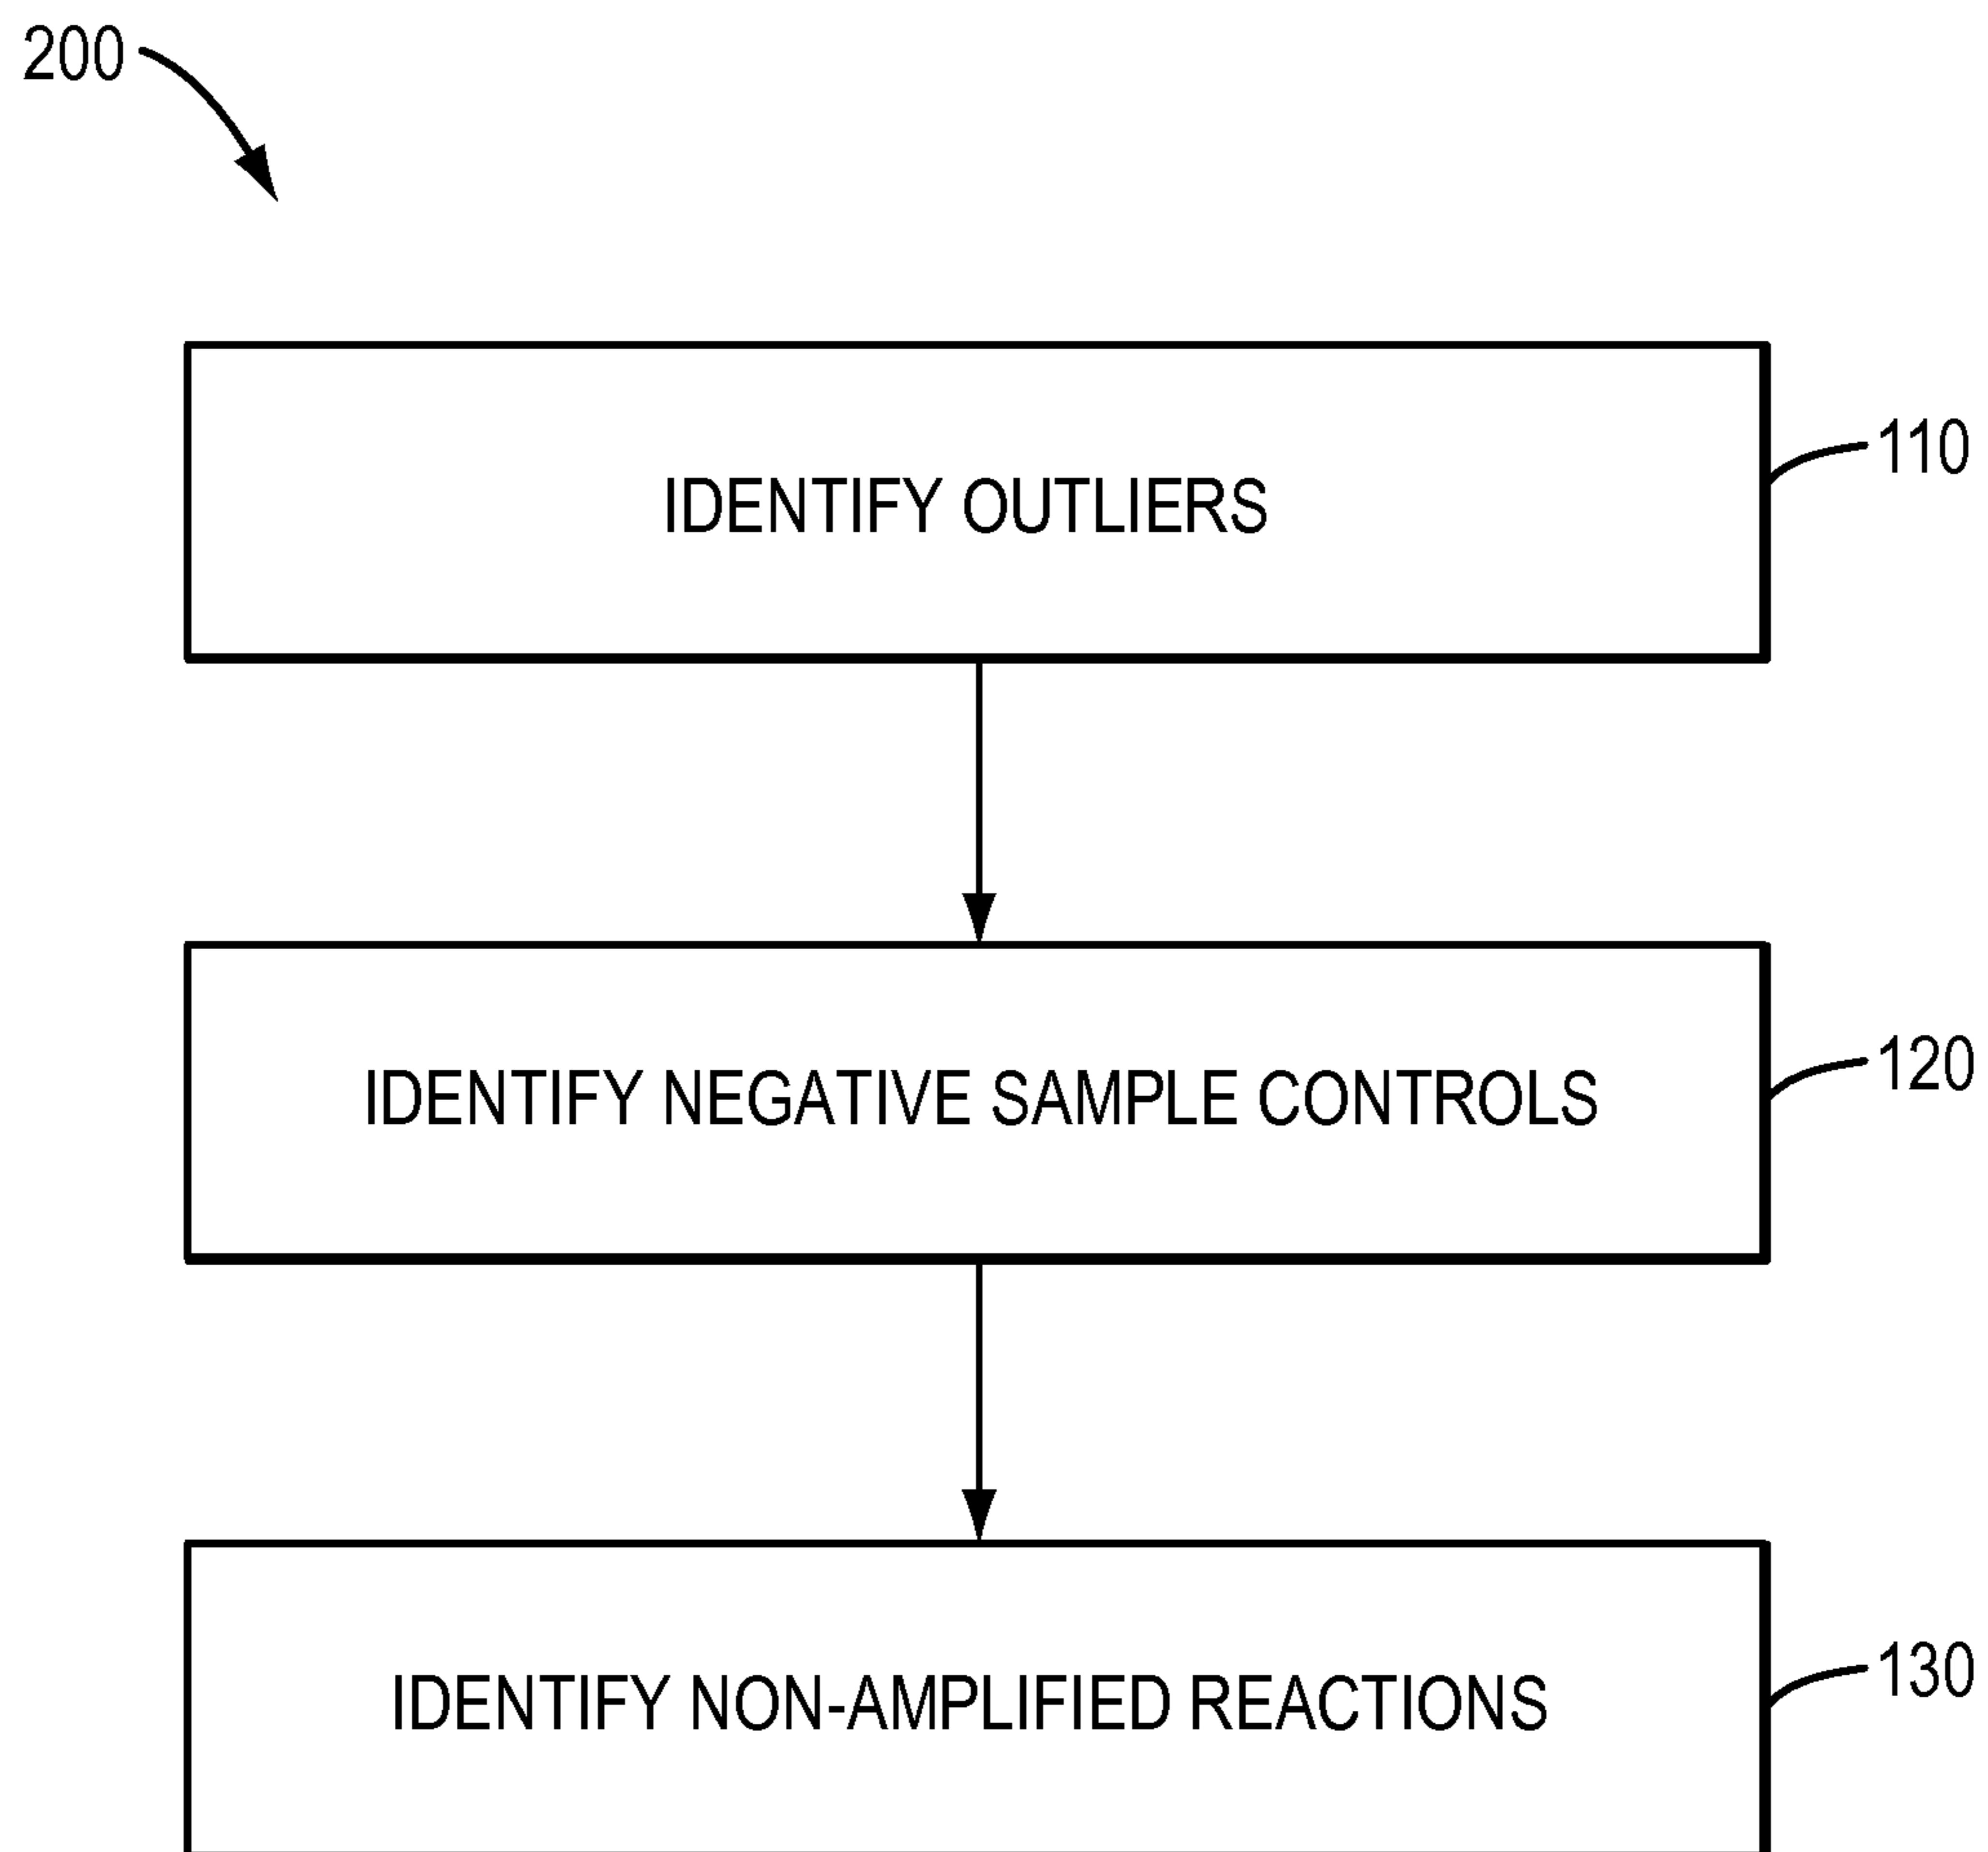 200
IDENTIFY OUTLIERS
110
IDENTIFY NEGATIVE SAMPLE CONTROLS
120
IDENTIFY NON-AMPLIFIED REACTIONS
130